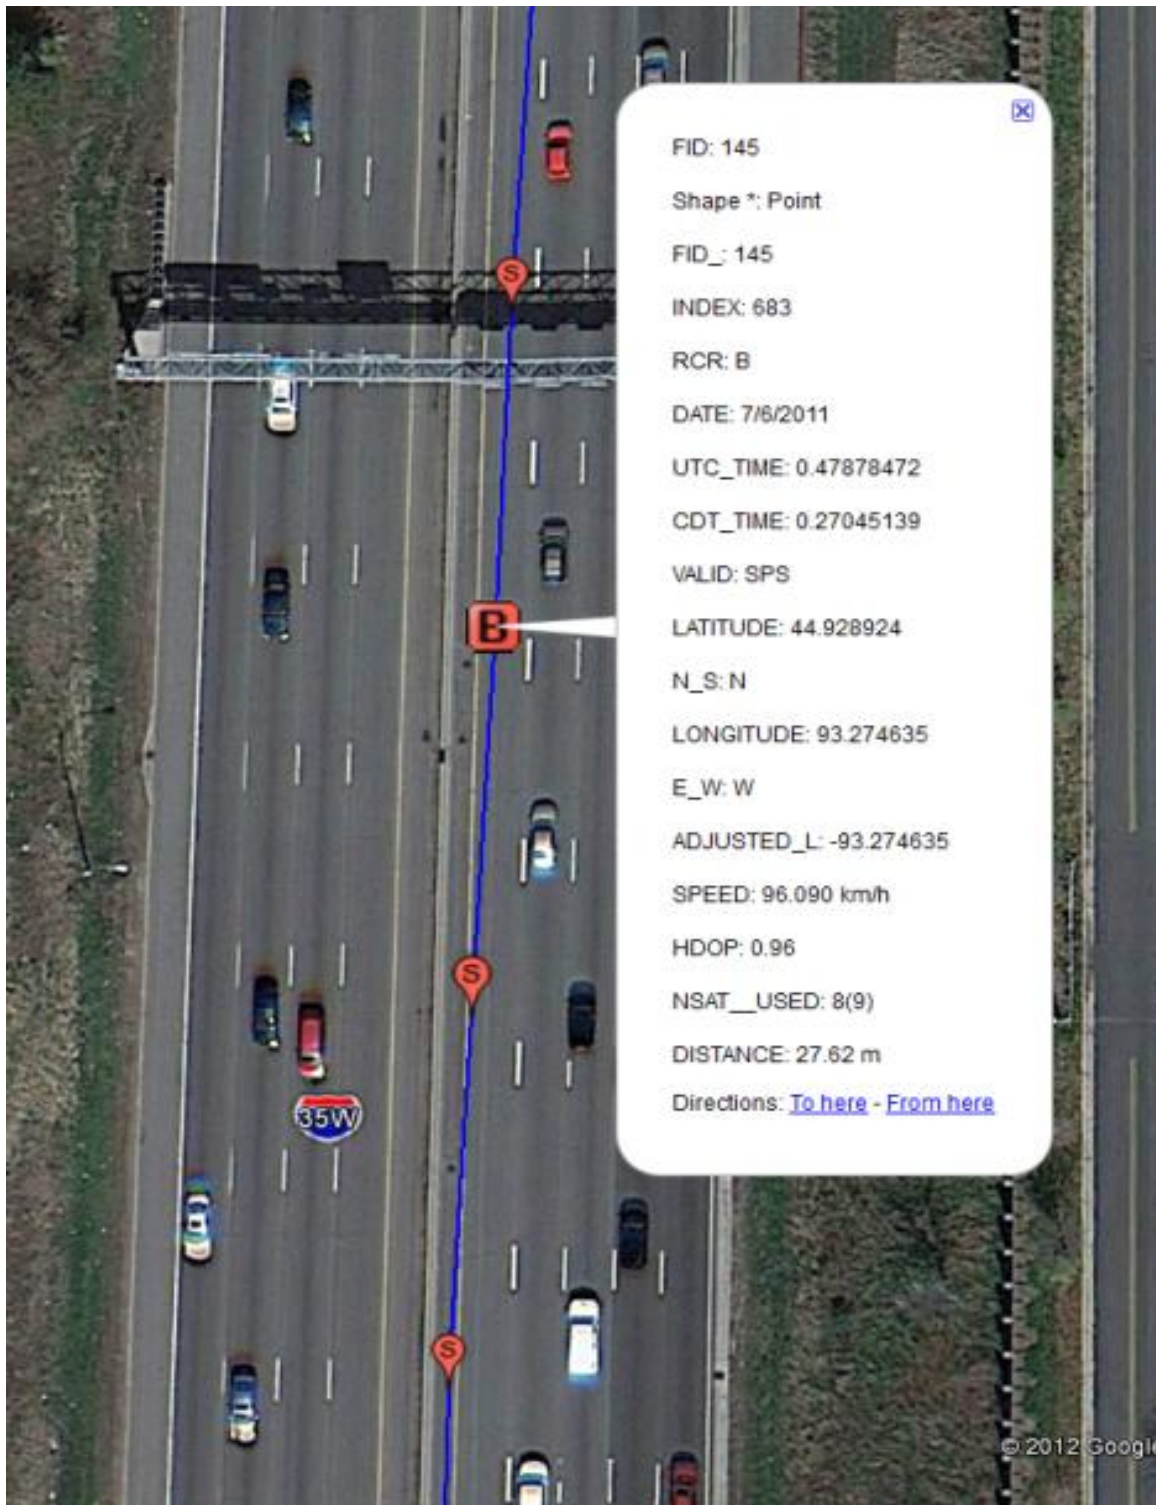 FID: 145
Shape *: Point
S
FID_: 145
INDEX: 683
RCR: B
DATE: 7/6/2011
UTC_TIME: 0.47878472
CDT_TIME: 0.27045139
VALID: SPS
B
LATITUDE: 44.928924
N_S: N
LONGITUDE: 93.274635
E_W: W
ADJUSTED_L: -93.274635
SPEED: 96.090 km/h
HDOP: 0.96
S
NSAT__USED: 8(9)
DISTANCE: 27.62 m
Directions: To here - From here
35W
S
© 2012 Google